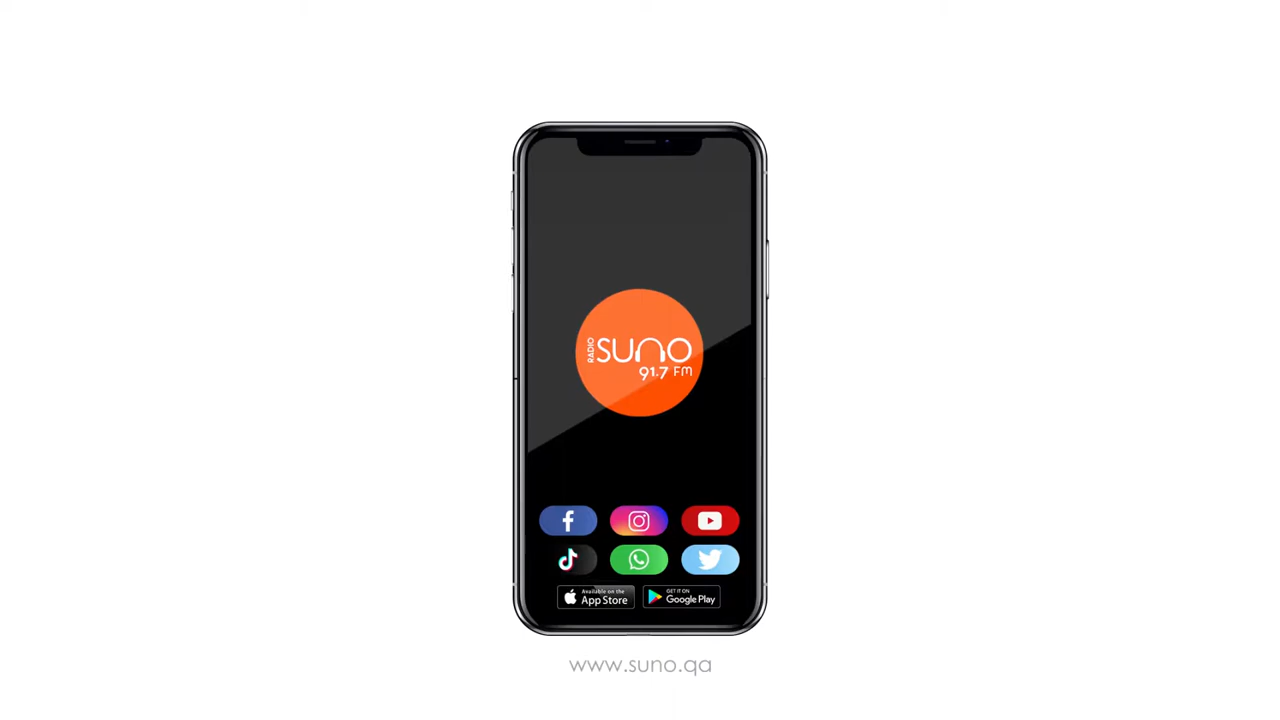 RADIO
SUNO
91.7 FM
Available on the
App Store
GET IT ON
Google Play
www.suno.qa